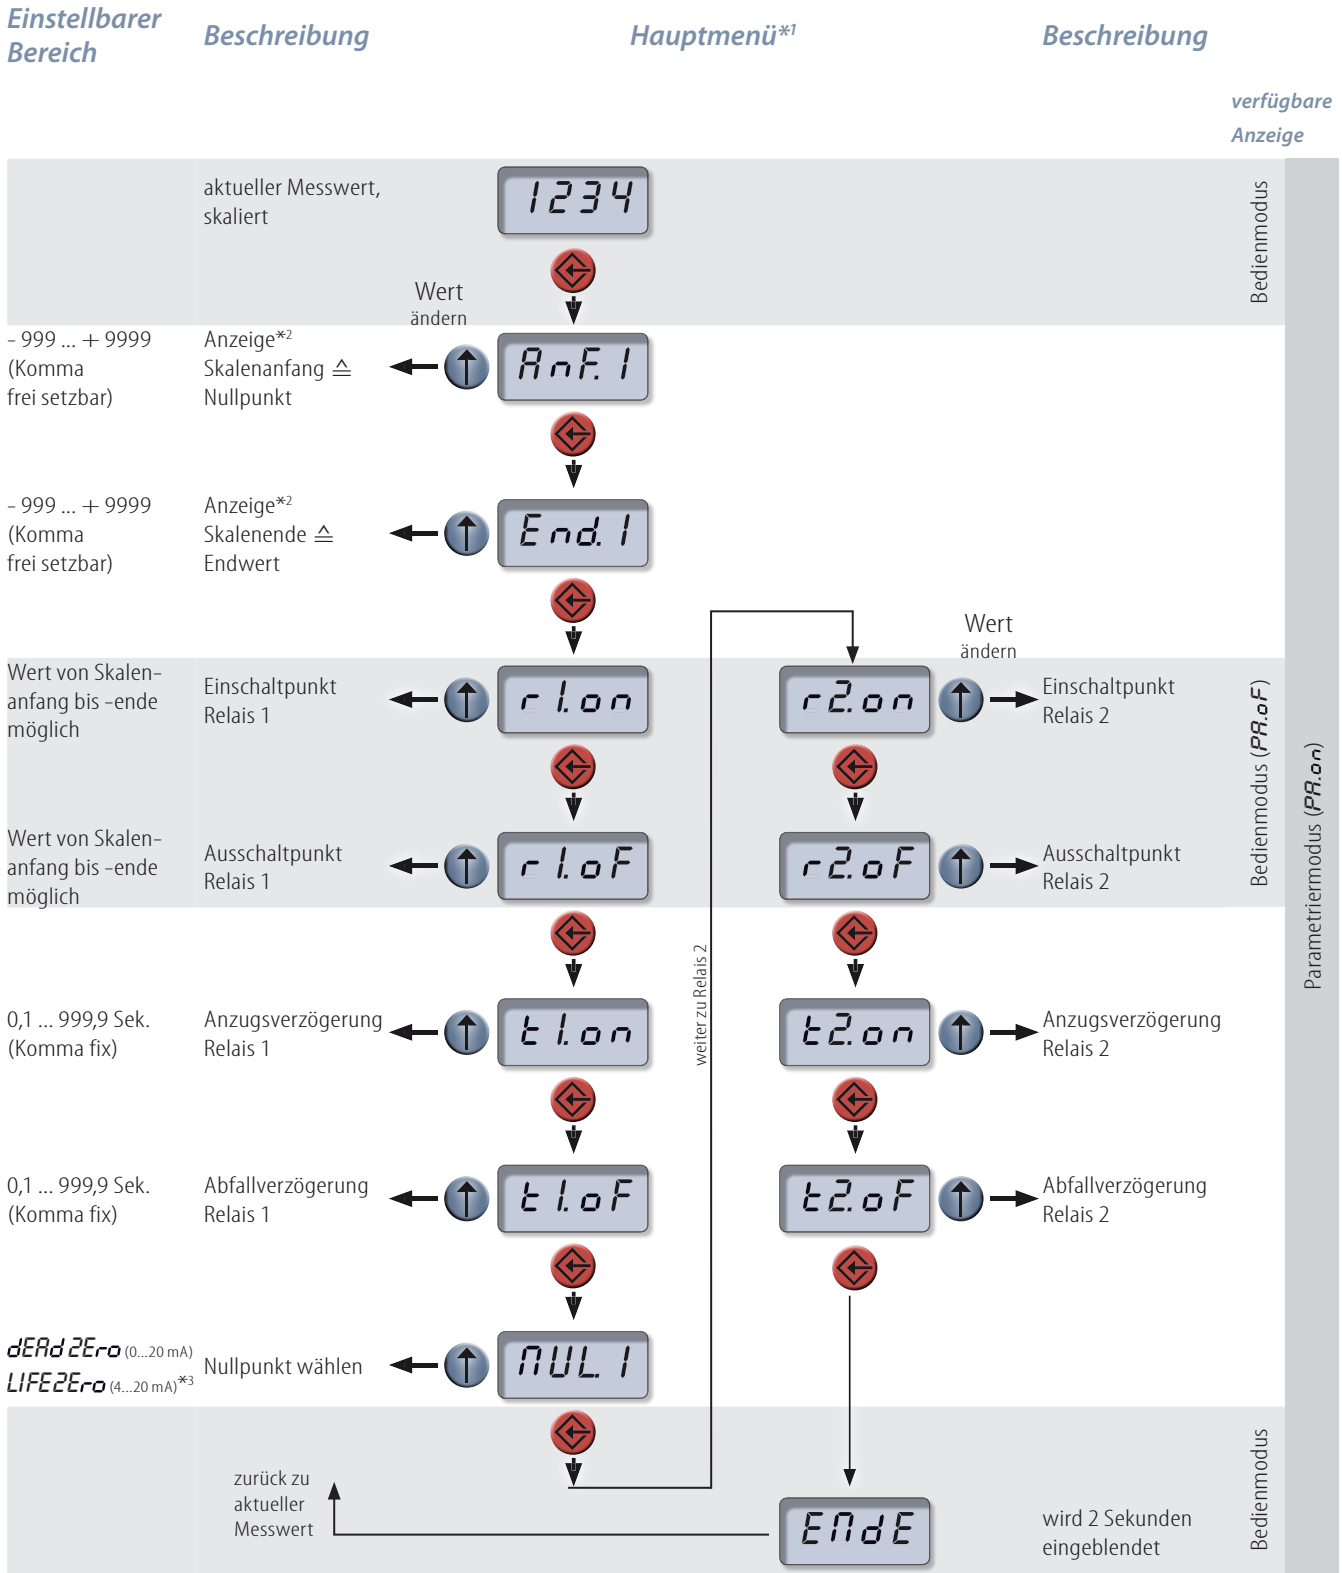 Einstellbarer
Bereich
Beschreibung
Hauptmenü*1
Beschreibung
verfügbare
Anzeige
aktueller Messwert,
skaliert
1234
Bedienmodus
Wert
ändern
- 999 ... + 9999
(Komma
frei setzbar)
Anzeige*2
Skalenanfang ≙
Nullpunkt
AnF.1
- 999 ... + 9999
(Komma
frei setzbar)
Anzeige*2
Skalenende ≙
Endwert
End.1
Wert
ändern
Wert von Skalen-
anfang bis -ende
möglich
Einschaltpunkt
Relais 1
r1.on
r2.on
Einschaltpunkt
Relais 2
Bedienmodus (PA.oF)
Parametriermodus (PA.on)
Wert von Skalen-
anfang bis -ende
möglich
Ausschaltpunkt
Relais 1
r1.oF
r2.oF
Ausschaltpunkt
Relais 2
weiter zu Relais 2
0,1 ... 999,9 Sek.
(Komma fix)
Anzugsverzögerung
Relais 1
t1.on
t2.on
Anzugsverzögerung
Relais 2
0,1 ... 999,9 Sek.
(Komma fix)
Abfallverzögerung
Relais 1
t1.oF
t2.oF
Abfallverzögerung
Relais 2
dEAd ZEro (0...20 mA)
LIFEZEro (4...20 mA)*3
Nullpunkt wählen
NUL.1
zurück zu
aktueller
Messwert
ENdE
wird 2 Sekunden
eingeblendet
Bedienmodus